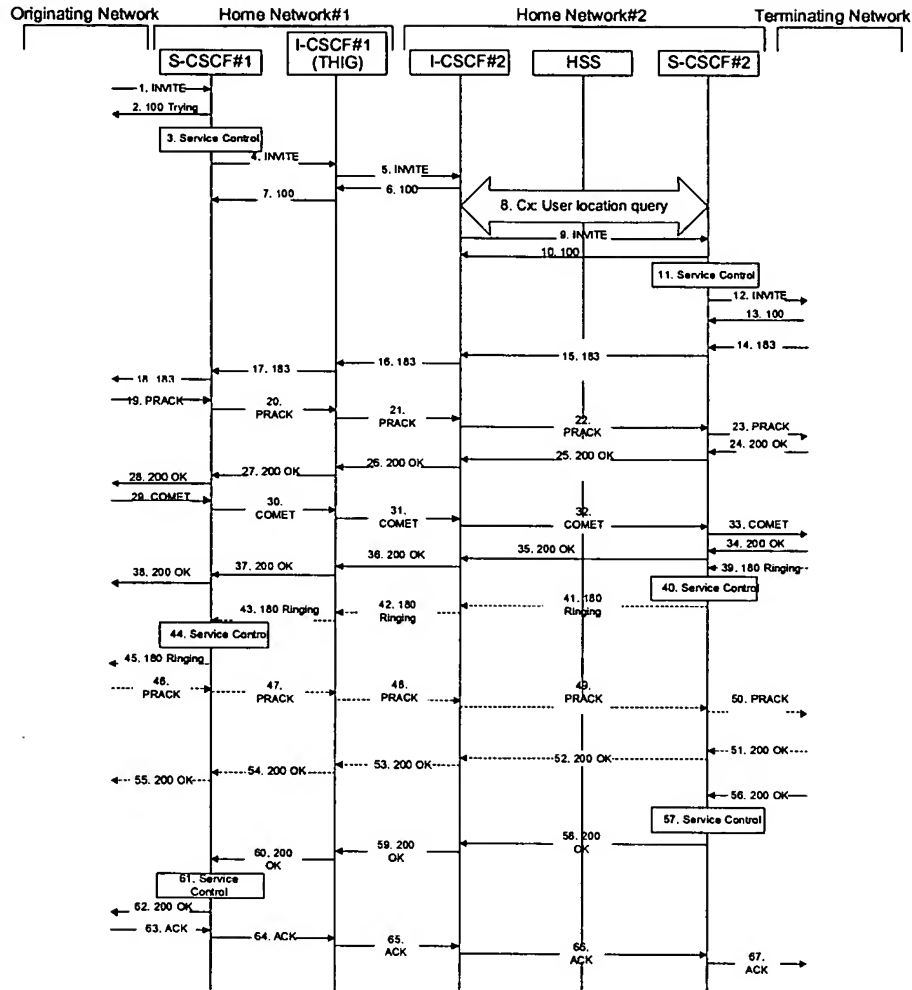 Originating Network
Home Network#1
Home Network#2
Terminating Network
S-CSCF#1
I-CSCF#1
(THIG)
I-CSCF#2
HSS
S-CSCF#2
1. INVITE
2. 100 Trying
3. Service Control
4. INVITE
5. INVITE
6. 100
7. 100
8. Cx: User location query
9. INVITE
10. 100
11. Service Control
12. INVITE
13. 100
14. 183
15. 183
16. 183
17. 183
18. 183
19. PRACK
20.
PRACK
21.
PRACK
22.
PRACK
23. PRACK
24. 200 OK
25. 200 OK
26. 200 OK
27. 200 OK
28. 200 OK
29. COMET
30.
COMET
31.
COMET
32.
COMET
33. COMET
34. 200 OK
35. 200 OK
36. 200 OK
37. 200 OK
38. 200 OK
39. 180 Ringing
40. Service Control
41. 180
Ringing
42. 180
Ringing
43. 180 Ringing
44. Service Control
45. 180 Ringing
46.
PRACK
47.
PRACK
48.
PRACK
49.
PRACK
50. PRACK
51. 200 OK
52. 200 OK
53. 200 OK
54. 200 OK
55. 200 OK
56. 200 OK
57. Service Control
58. 200
OK
59. 200
OK
60. 200
OK
61. Service
Control
62. 200 OK
63. ACK
64. ACK
65.
ACK
66.
ACK
67.
ACK